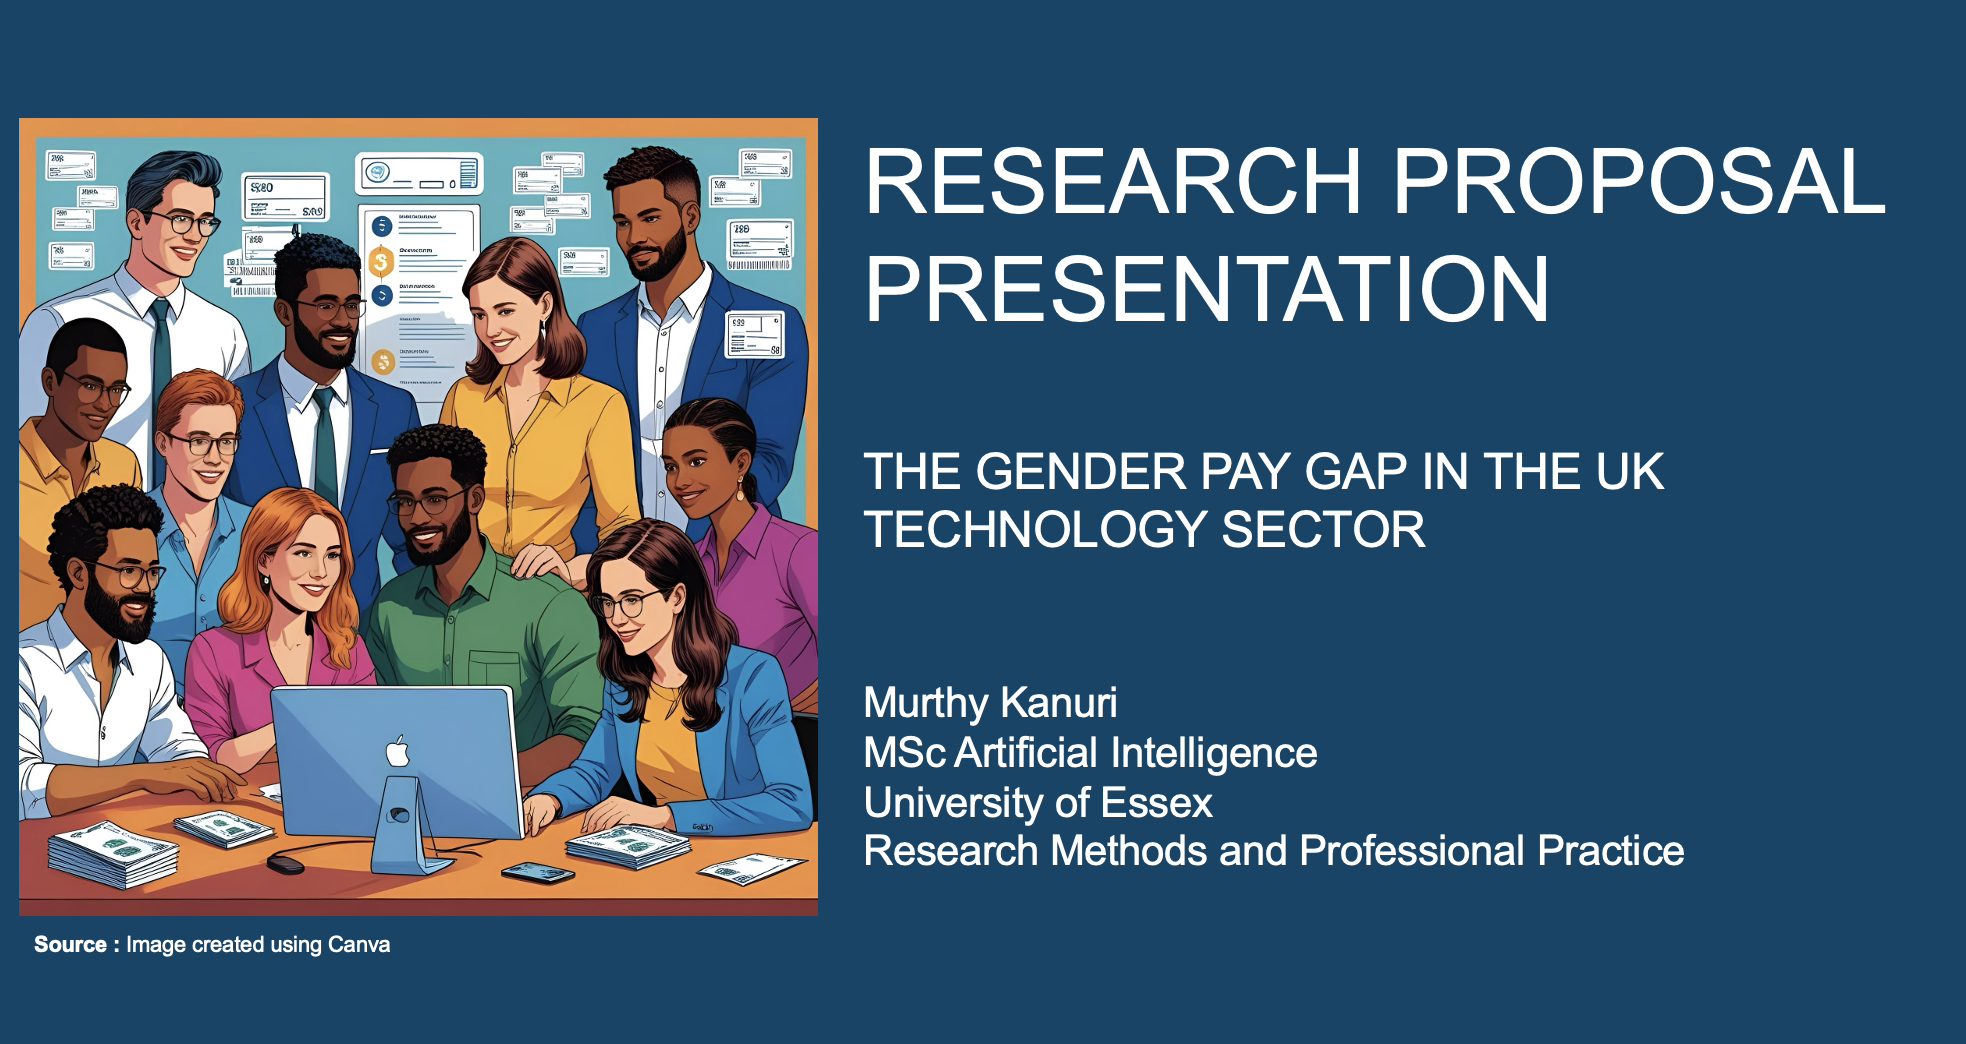 RESEARCH PROPOSAL
PRESENTATION
THE GENDER PAY GAP IN THE UK
TECHNOLOGY SECTOR
Murthy Kanuri
MSc Artificial Intelligence
University of Essex
Research Methods and Professional Practice
Source : Image created using Canva